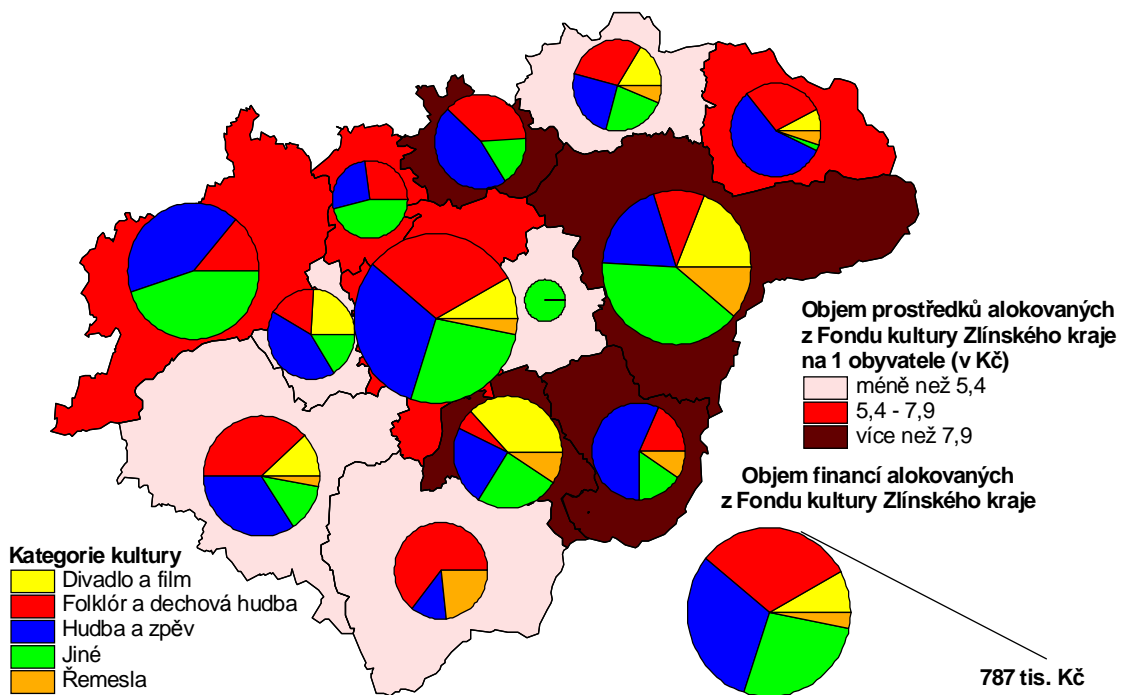 Objem prostředků alokovaných
z Fondu kultury Zlínského kraje
na 1 obyvatele (v Kč)
méně než 5,4
5,4 - 7,9
více než 7,9
Objem financí alokovaných
z Fondu kultury Zlínského kraje
787 tis. Kč
Kategorie kultury
Divadlo a film
Folklór a dechová hudba
Hudba a zpěv
Jiné
Řemesla